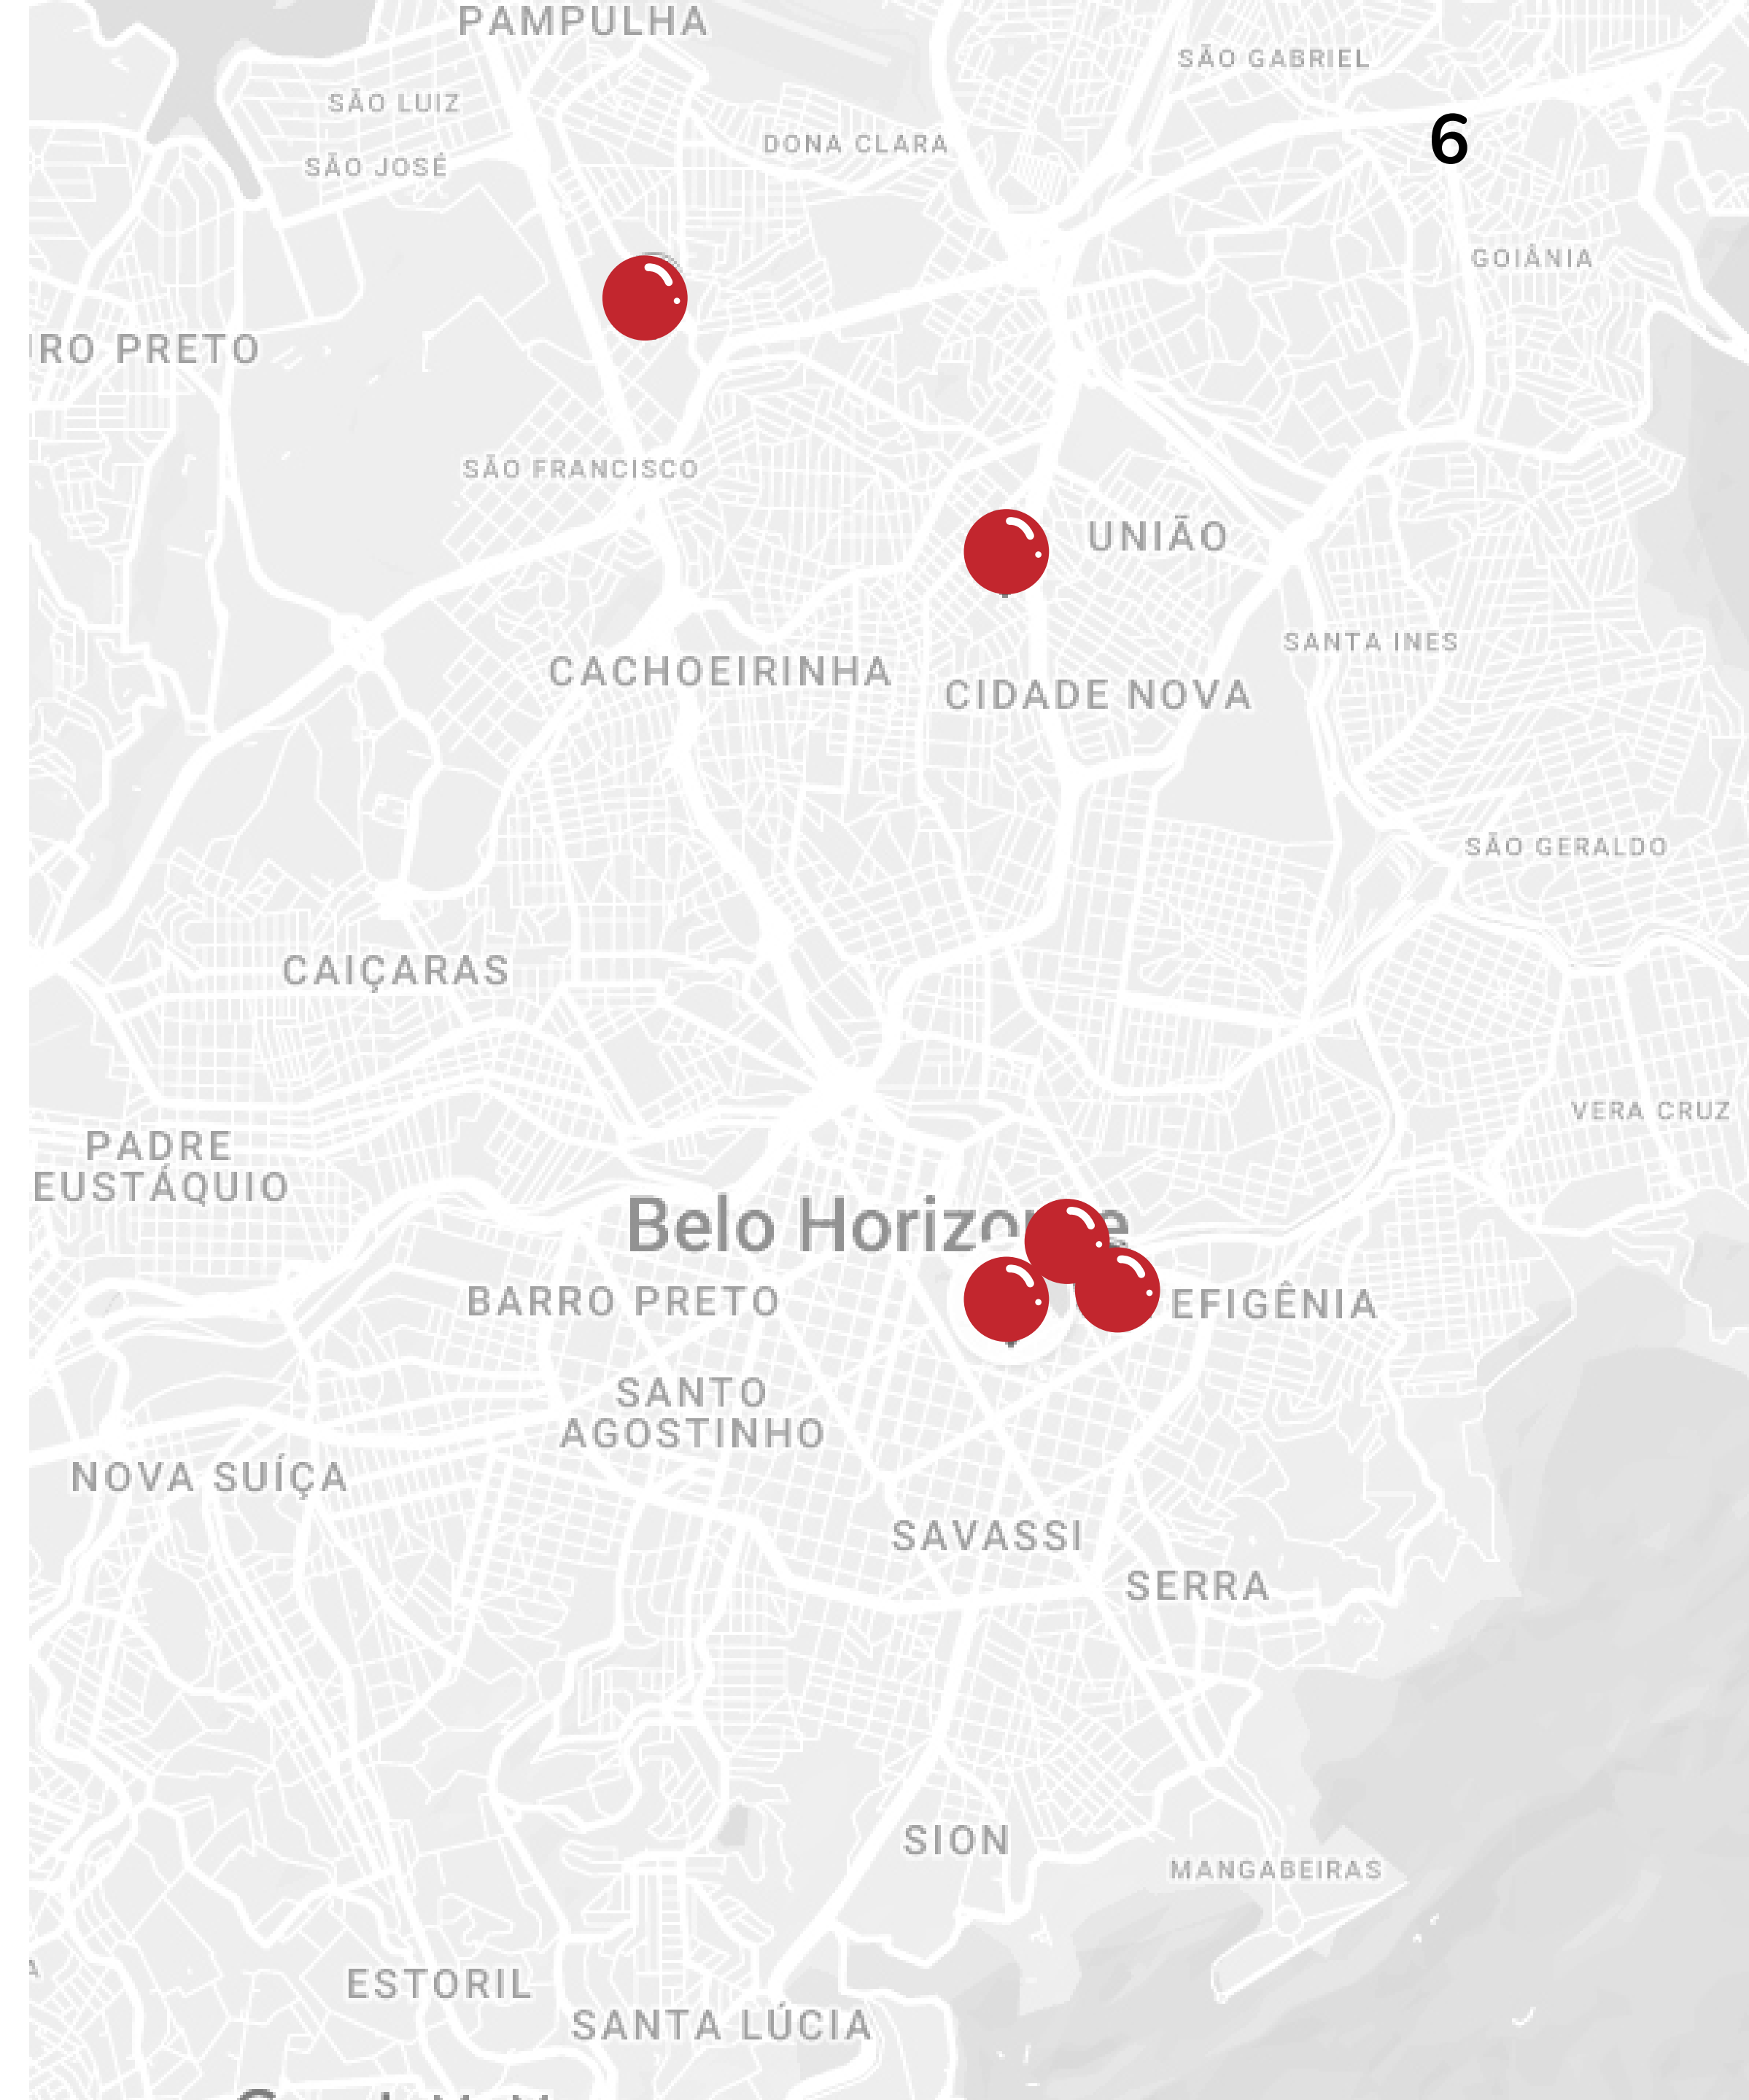 PAMPULHA
SÃO GABRIEL
SÃO LUIZ
6
DONA CLARA
SÃO JOSÉ
GOIÂNIA
PRETO
SÃO FRANCISCO
UNIÃO
SANTA INES
CACHOEIRINHA
CIDADE NOVA
SÃO GERALDO
CAIÇARAS
VERA CRUZ
PADRE
EUSTÁQUIO
Belo
BARRO PRETO
EFIGÊNIA
SANTO
AGOSTINHO
NOVA SUÍÇA
SAVASSI
SERRA
SION
MANGABEIRAS
ESTORIL
SANTA LÚCIA